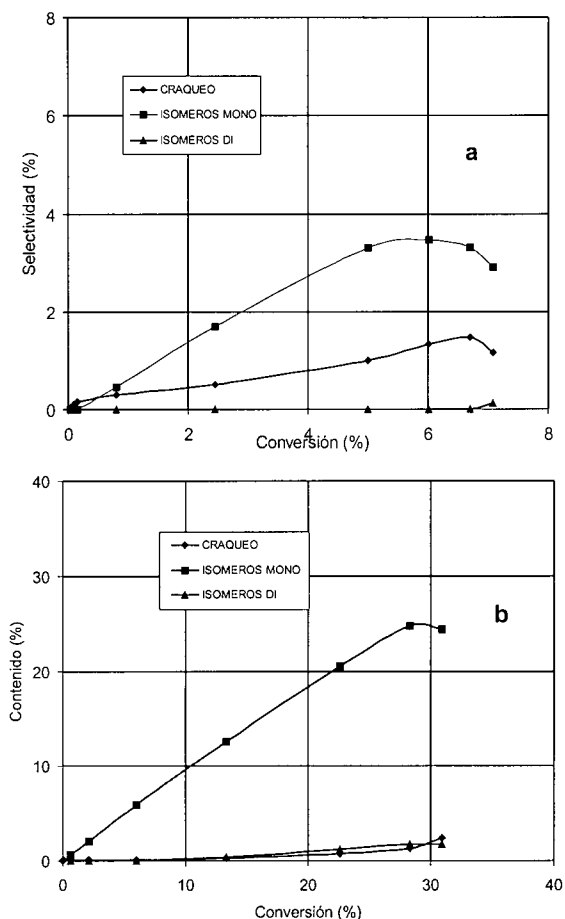 8
6
4
2
0
Selectividad (%)
CRAQUEO
ISOMEROS MONO
ISOMEROS DI
a
0 2 4 6 8
Conversión (%)
40
30
20
10
0
Contenido (%)
CRAQUEO
ISOMEROS MONO
ISOMEROS DI
b
0 10 20 30 40
Conversión (%)